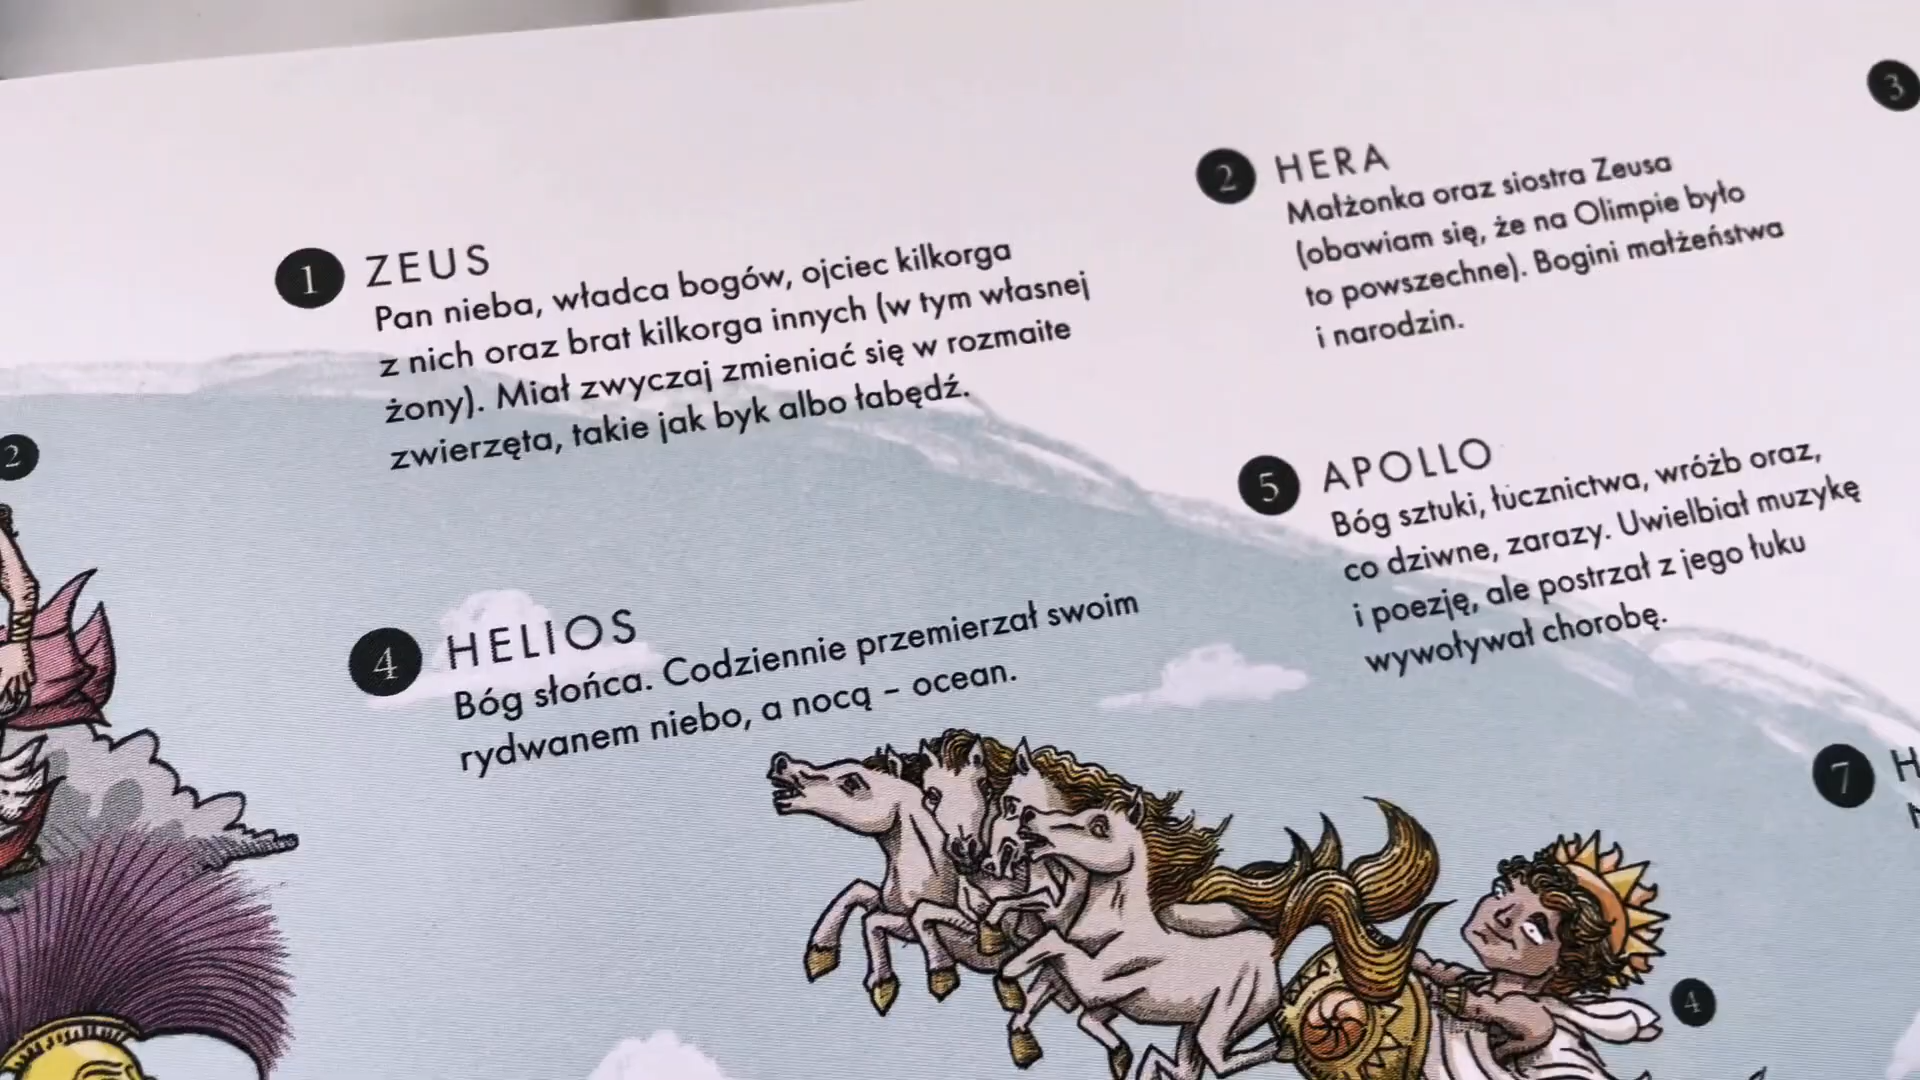 1 ZEUS
Pan nieba, władca bogów, ojciec kilkorga
z nich oraz brat kilkorga innych (w tym własnej
żony). Miał zwyczaj zmieniać się w rozmaite
zwierzęta, takie jak byk albo łabędź.
2 HERA
Małżonka oraz siostra Zeusa
(obawiam się, że na Olimpie było
to powszechne). Bogini małżeństwa
i narodzin.
3
2
4 HELIOS
Bóg słońca. Codziennie przemierzał swoim
rydwanem niebo, a nocą – ocean.
5 APOLLO
Bóg sztuki, łucznictwa, wróżb oraz,
co dziwne, zarazy. Uwielbiał muzykę
i poezję, ale postrzał z jego łuku
wywoływał chorobę.
7 H
4